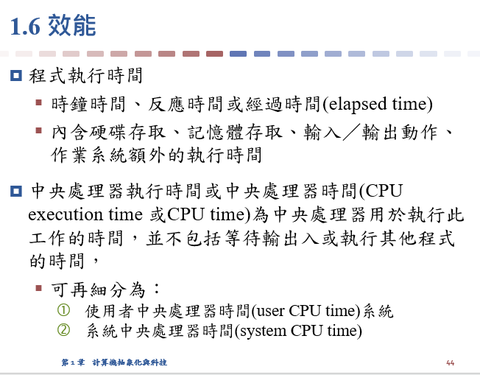 1.6 效能
程式執行時間
時鐘時間、反應時間或經過時間(elapsed time)
內含硬碟存取、記憶體存取、輸入／輸出動作、
作業系統額外的執行時間
中央處理器執行時間或中央處理器時間(CPU
execution time 或CPU time)為中央處理器用於執行此
工作的時間，並不包括等待輸出入或執行其他程式
的時間，
可再細分為：
① 使用者中央處理器時間(user CPU time)系統
② 系統中央處理器時間(system CPU time)
第 1 章 計算機抽象化與科技
44